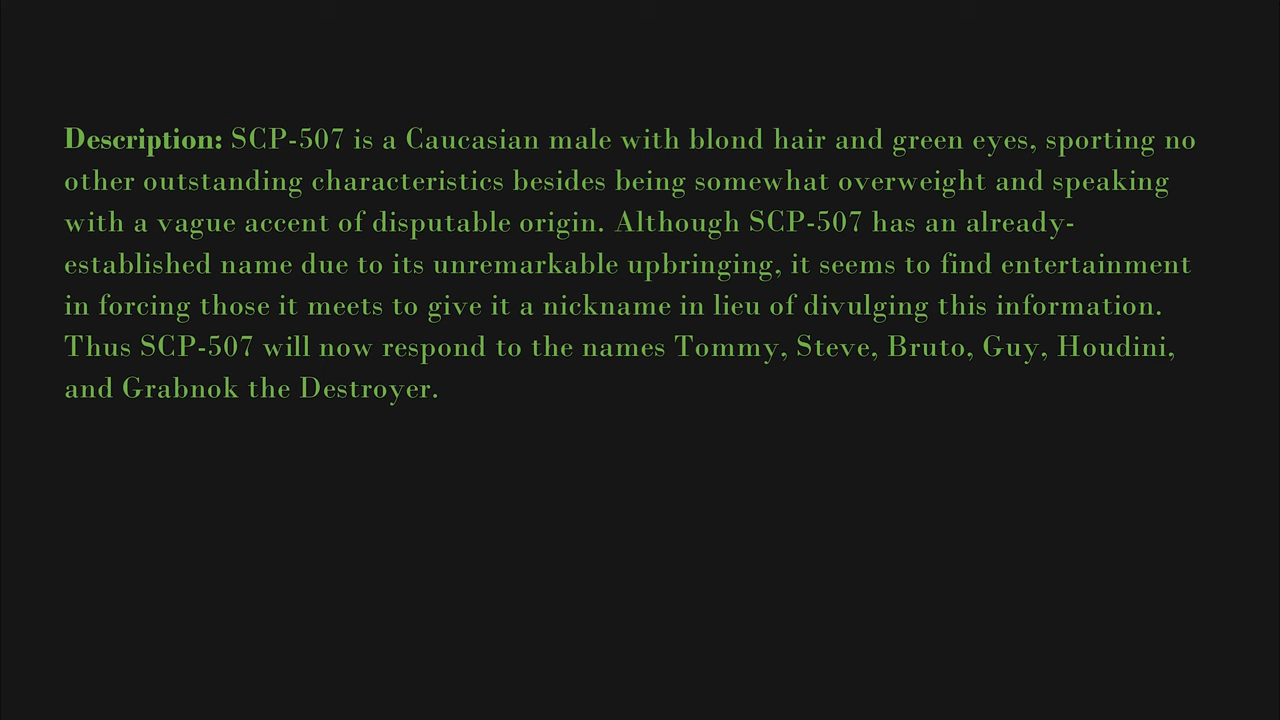 Description: SCP-507 is a Caucasian male with blond hair and green eyes, sporting no
other outstanding characteristics besides being somewhat overweight and speaking
with a vague accent of disputable origin. Although SCP-507 has an already-
established name due to its unremarkable upbringing, it seems to find entertainment
in forcing those it meets to give it a nickname in lieu of divulging this information.
Thus SCP-507 will now respond to the names Tommy, Steve, Bruto, Guy, Houdini,
and Grabnok the Destroyer.